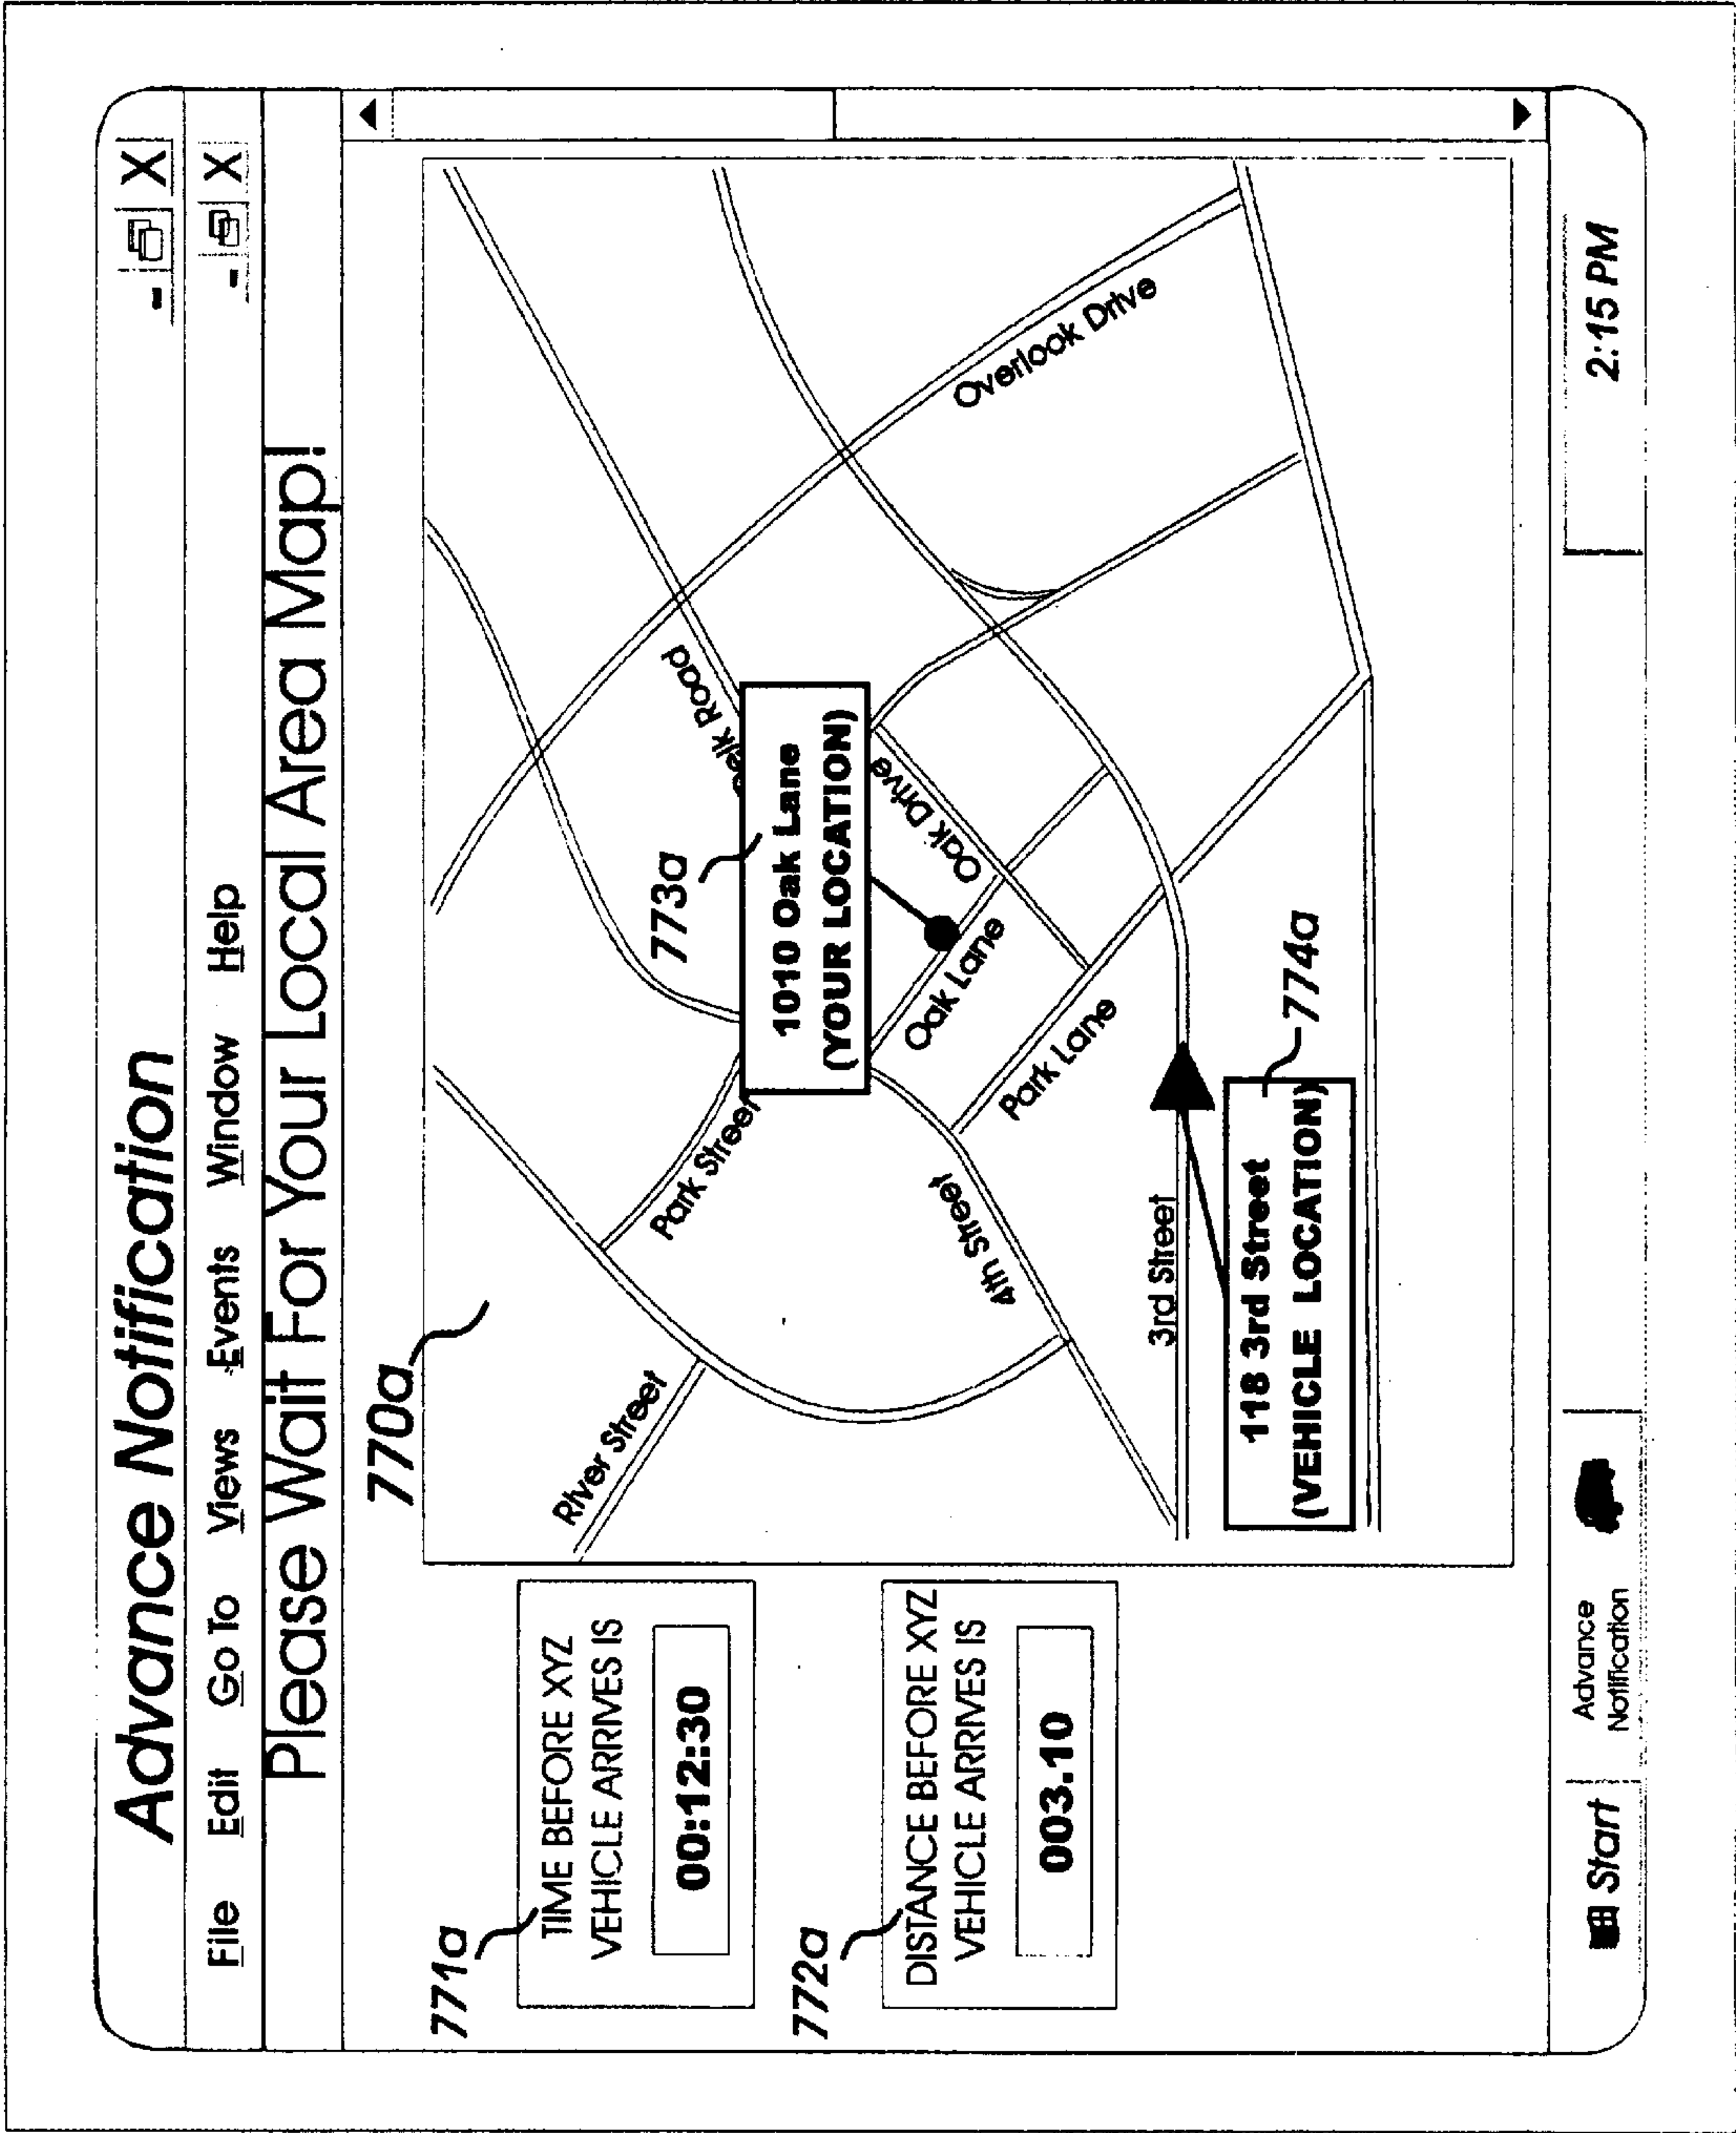 Advance Notification
File Edit Go To Views Events Window Help
Please Wait For Your Local Area Map!
770a
771a
TIME BEFORE XYZ
VEHICLE ARRIVES IS
00:12:30
772a
DISTANCE BEFORE XYZ
VEHICLE ARRIVES IS
003.10
River Street
Park Street
773a
1010 Oak Lane
(YOUR LOCATION)
Road
Oak Drive
Oak Lane
Park Lane
4th Street
Overlook Drive
3rd Street
118 3rd Street
(VEHICLE LOCATION)
774a
Start
Advance
Notification
2:15 PM